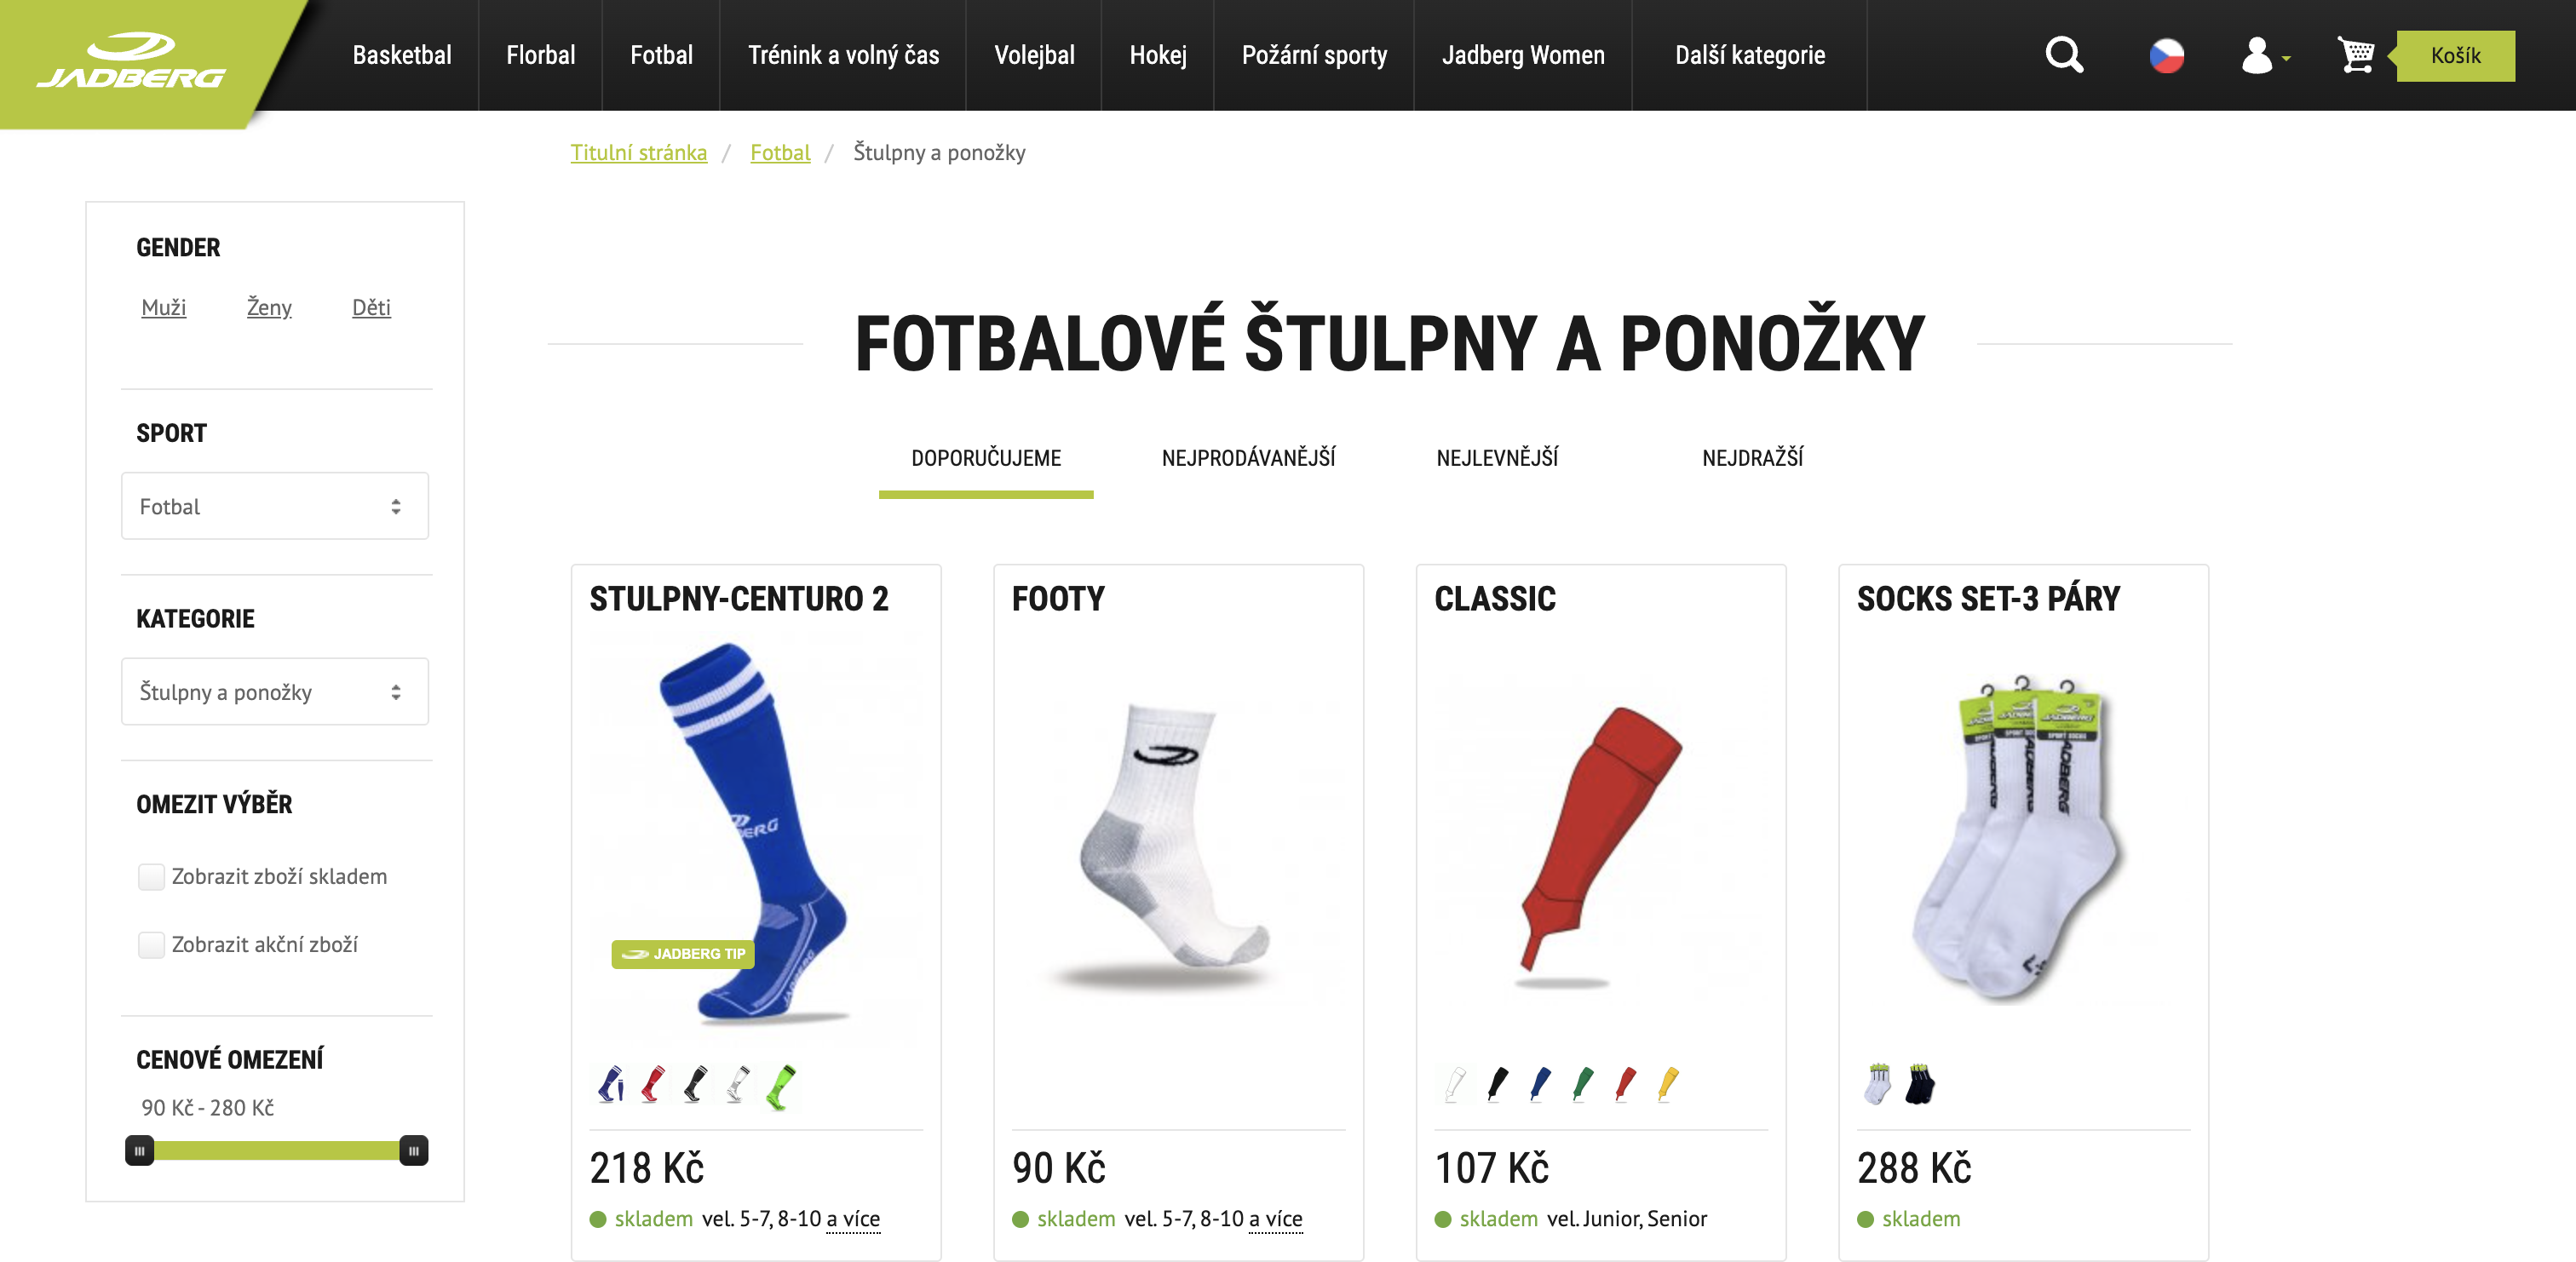 JADBERG
Basketbal
Florbal
Fotbal
Trénink a volný čas
Volejbal
Hokej
Požární sporty
Jadberg Women
Další kategorie
Košík
Titulní stránka / Fotbal / Štulpny a ponožky
GENDER
Muži Ženy Děti
SPORT
Fotbal
KATEGORIE
Štulpny a ponožky
OMEZIT VÝBĚR
Zobrazit zboží skladem
Zobrazit akční zboží
CENOVÉ OMEZENÍ
90 Kč - 280 Kč
FOTBALOVÉ ŠTULPNY A PONOŽKY
DOPORUČUJEME
NEJPRODÁVANĚJŠÍ
NEJLEVNĚJŠÍ
NEJDRAŽŠÍ
STULPNY-CENTURO 2
JADBERG
JADBERG TIP
218 Kč
skladem vel. 5-7, 8-10 a více
FOOTY
90 Kč
skladem vel. 5-7, 8-10 a více
CLASSIC
107 Kč
skladem vel. Junior, Senior
SOCKS SET-3 PÁRY
JADBERG
SPORT SOCKS
288 Kč
skladem